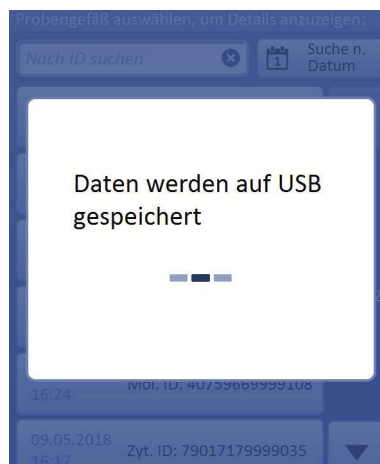 Probengefäß auswählen, um Details anzuzeigen:
Nach ID suchen
Suche n.
Datum
1
Daten werden auf USB
gespeichert
16:24
Mol. ID: 40759669999108
09.05.2018
16:17
Zyt. ID: 79017179999035